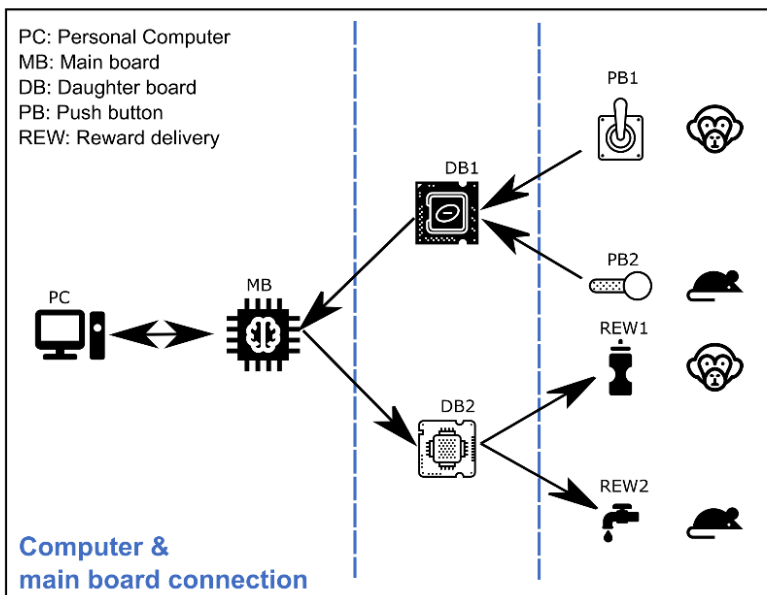 PC: Personal Computer
MB: Main board
DB: Daughter board
PB: Push button
REW: Reward delivery
PB1
DB1
PB2
PC
MB
REW1
DB2
REW2
Computer &
main board connection